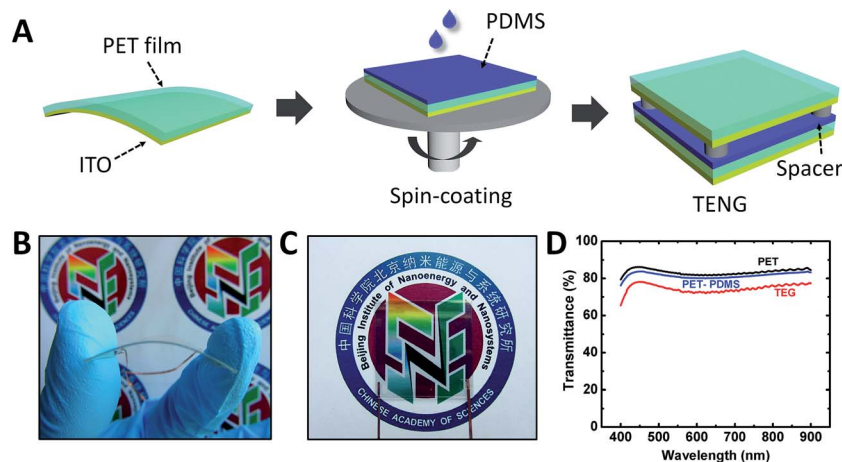 A
PET film
ITO
PDMS
Spin-coating
Spacer
TENG
B
C
中国科学院北京纳米能源与系统研究所
Beijing Institute of Nanoenergy and Nanosystems
CHINESE ACADEMY OF SCIENCES
D
Transmittance (%)
100
80
60
40
20
0
PET
PET- PDMS
TEG
400 500 600 700 800 900
Wavelength (nm)